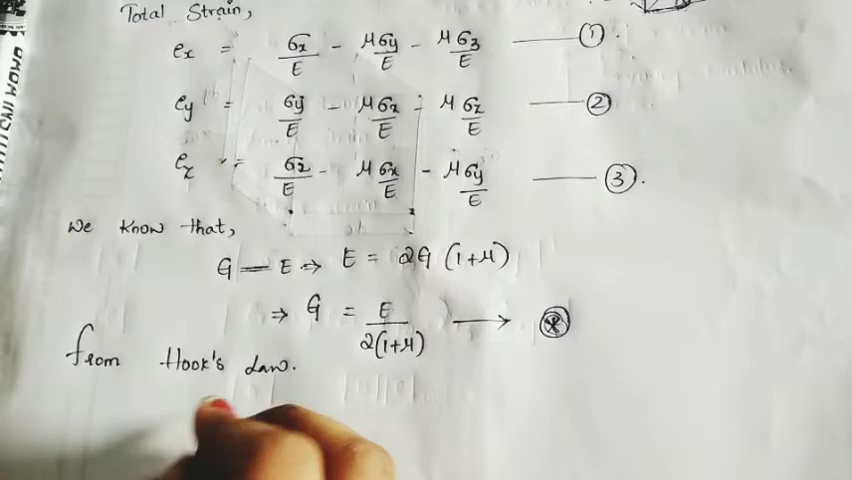 Total Strain,
ex = σx/E - μσy/E - μσ3/E —— ①.
ey = σy/E - μσx/E - μσz/E —— ②
ez = σz/E - μσx/E - μσy/E —— ③.
We know that,
G — E ⇒ E = 2G (1+μ)
⇒ G = E/2(1+μ) → ⊛
from Hook's Law.